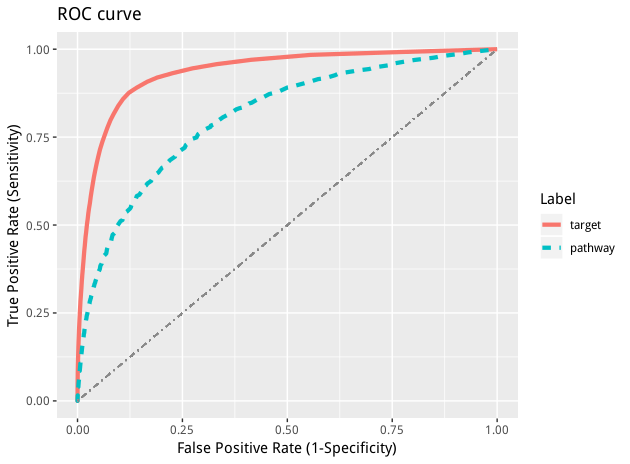 ROC curve
True Positive Rate (Sensitivity)
1.00
0.75
0.50
0.25
0.00
0.00 0.25 0.50 0.75 1.00
False Positive Rate (1-Specificity)
Label
target
pathway